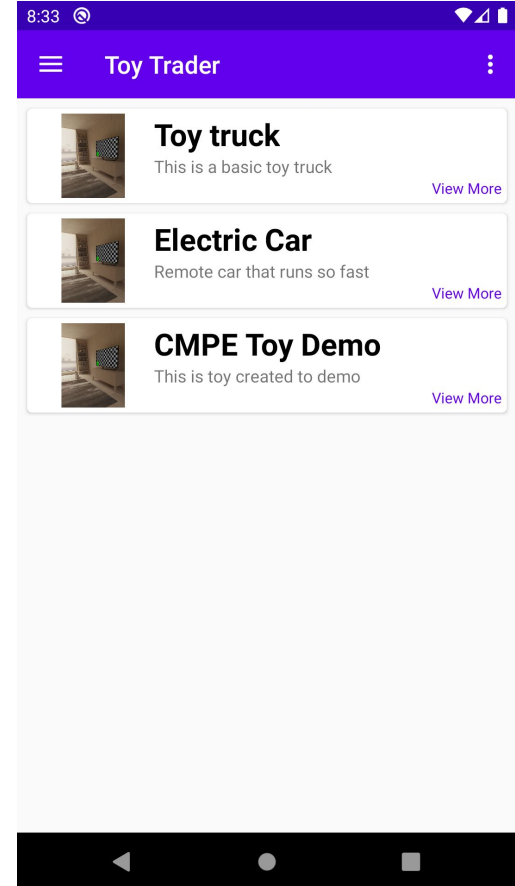 8:33
Toy Trader
Toy truck
This is a basic toy truck
View More
Electric Car
Remote car that runs so fast
View More
CMPE Toy Demo
This is toy created to demo
View More